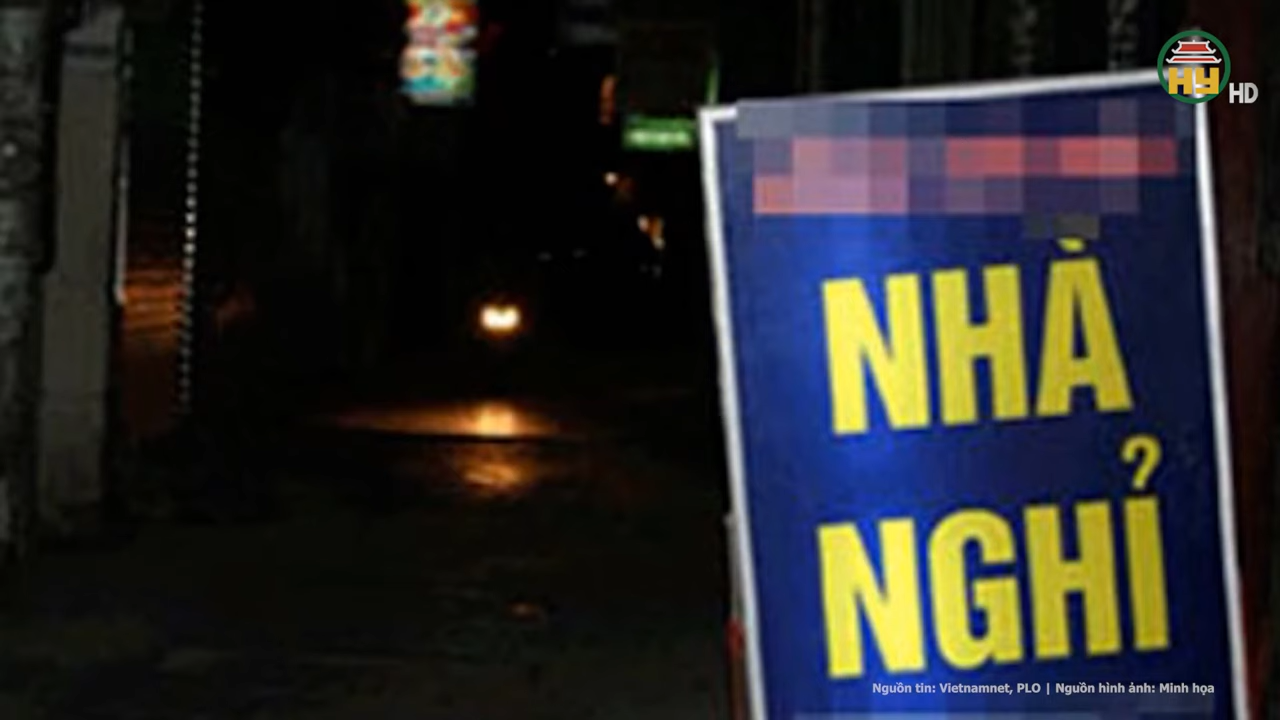 HY HD
NHÀ
NGHỈ
Nguồn tin: Vietnamnet, PLO | Nguồn hình ảnh: Minh họa